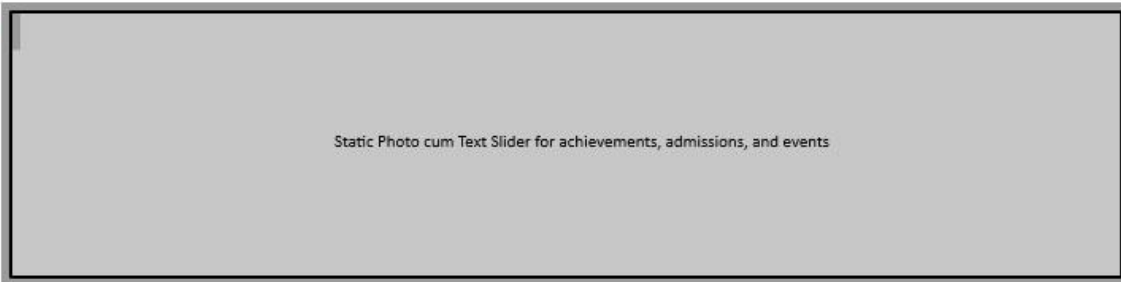 Static Photo cum Text Slider for achievements, admissions, and events